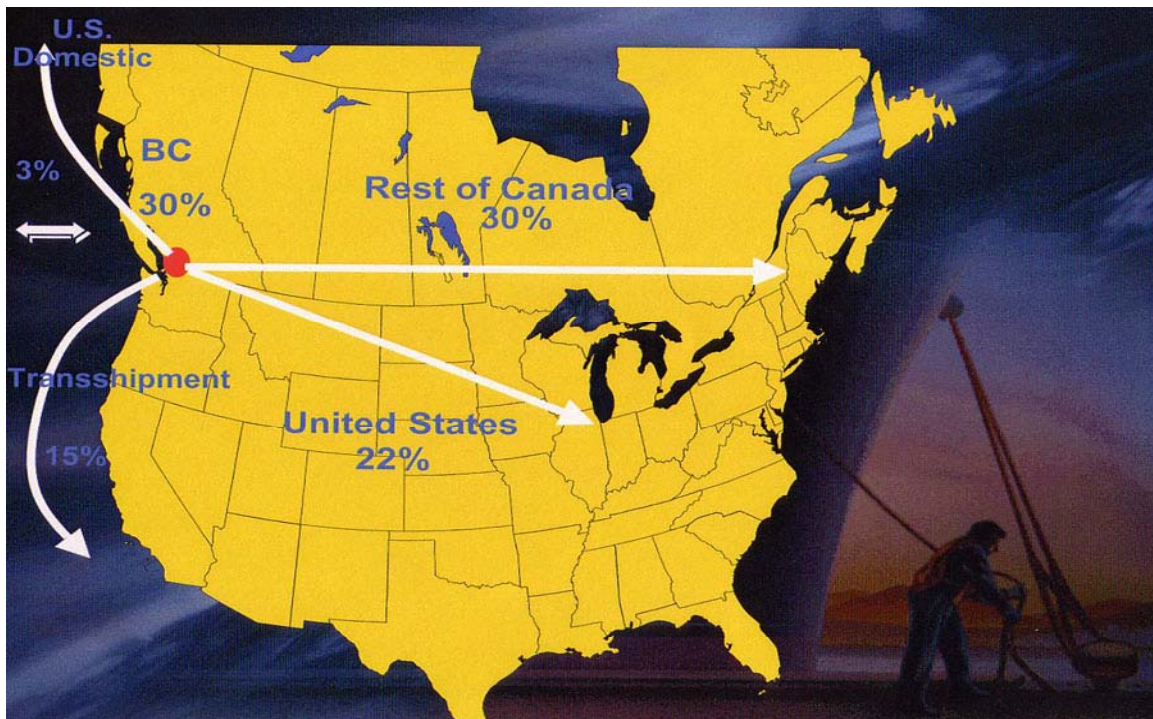 U.S.
Domestic
3%
BC
30%
Rest of Canada
30%
Transshipment
15%
United States
22%